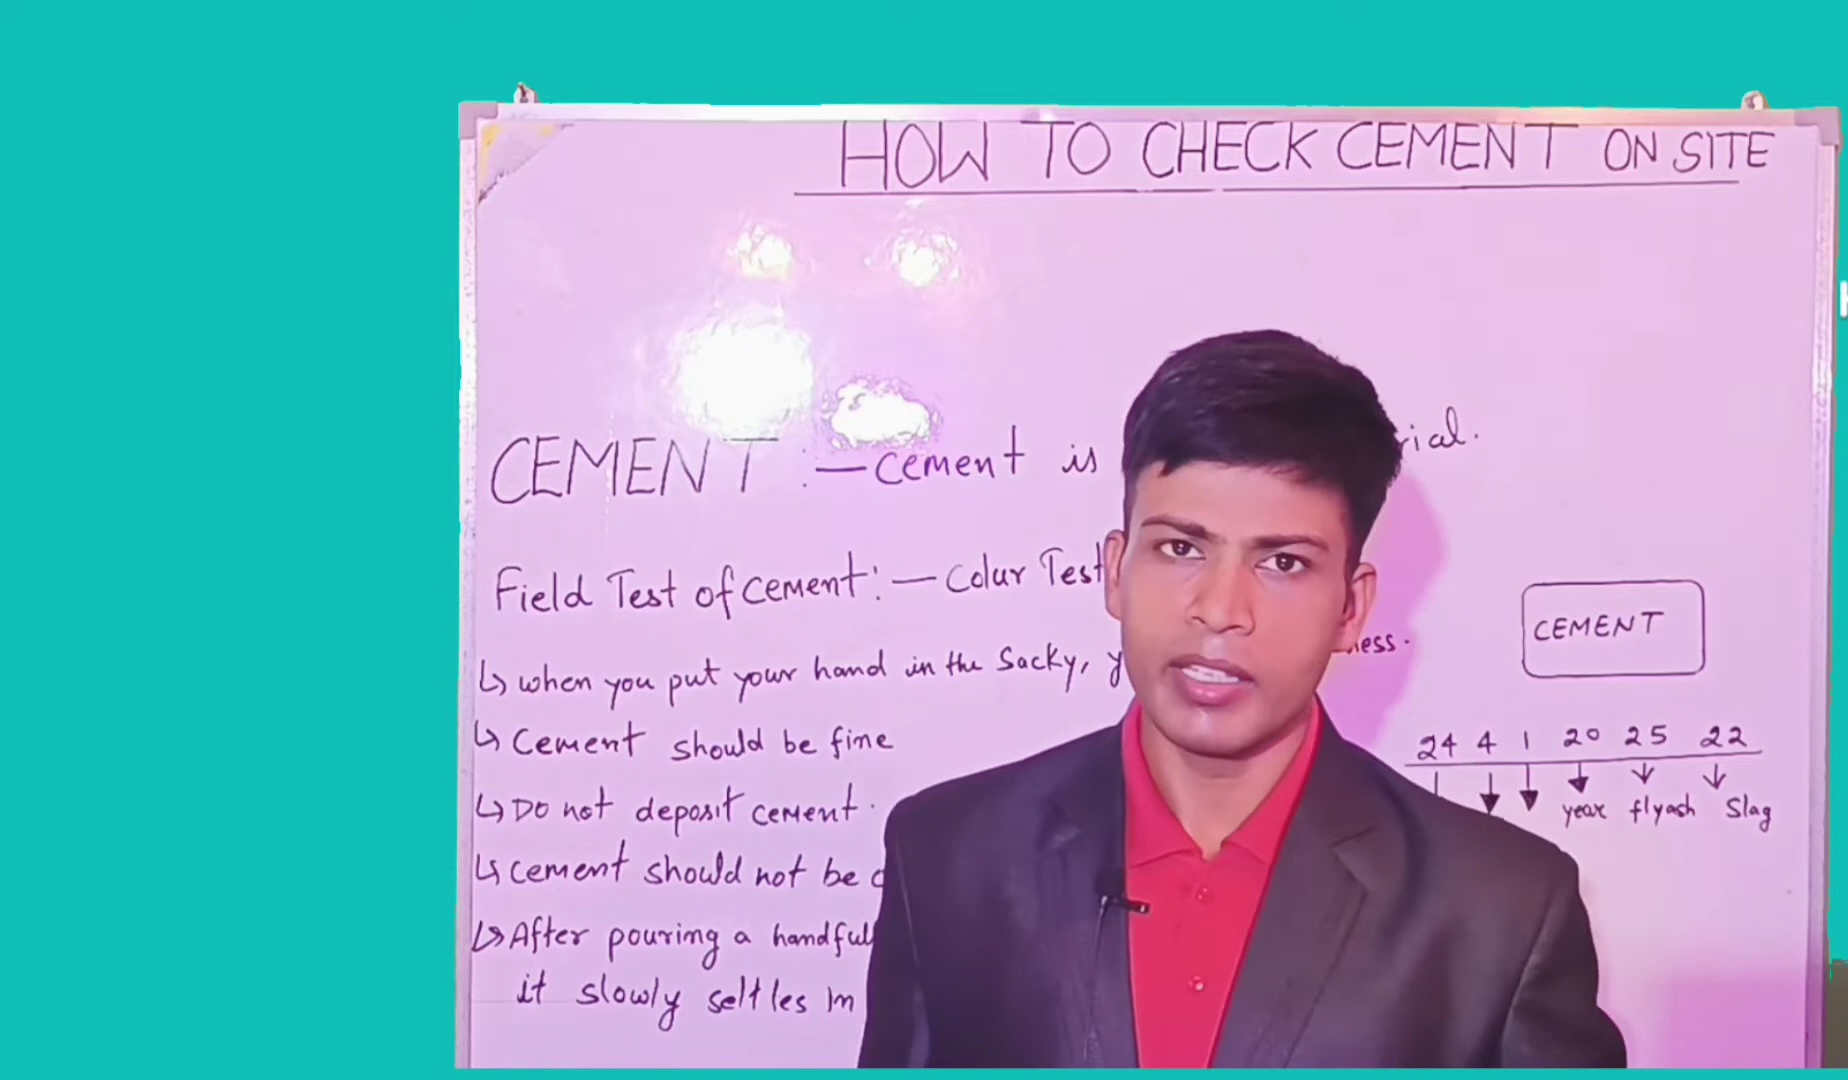 HOW TO CHECK CEMENT ON SITE
CEMENT :— cement is rial.
Field Test of cement:— Colur Test
↳ when you put your hand in the Sacky, y ness.
↳ Cement should be fine
↳ Do not deposit cement.
↳ cement should not be c
↳ After pouring a handful
it slowly settles In
CEMENT
24 4 1 20 25 22
year flyash Slag